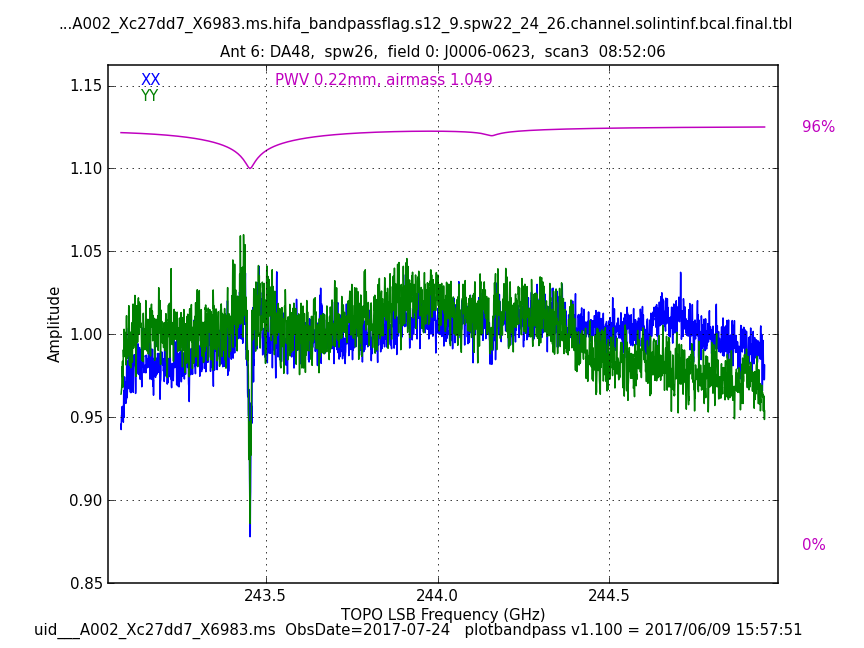 ...A002_Xc27dd7_X6983.ms.hifa_bandpassflag.s12_9.spw22_24_26.channel.solintinf.bcal.final.tbl
Ant 6: DA48,  spw26,  field 0: J0006-0623,  scan3  08:52:06
XX
PWV 0.22mm, airmass 1.049
YY
1.15
96%
1.10
1.05
Amplitude
1.00
0.95
0.90
0%
0.85
243.5
244.0
244.5
TOPO LSB Frequency (GHz)
uid___A002_Xc27dd7_X6983.ms  ObsDate=2017-07-24   plotbandpass v1.100 = 2017/06/09 15:57:51